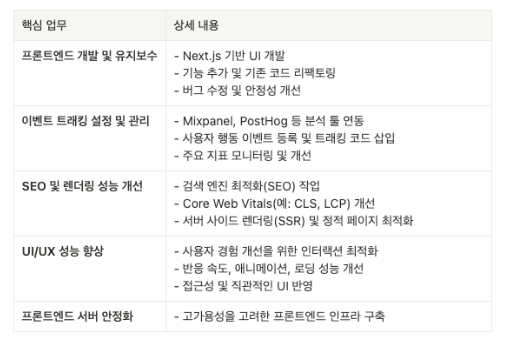 핵심 업무
상세 내용
프론트엔드 개발 및 유지보수
- Next.js 기반 UI 개발
- 기능 추가 및 기존 코드 리팩토링
- 버그 수정 및 안정성 개선
이벤트 트래킹 설정 및 관리
- Mixpanel, PostHog 등 분석 툴 연동
- 사용자 행동 이벤트 등록 및 트래킹 코드 삽입
- 주요 지표 모니터링 및 개선
SEO 및 렌더링 성능 개선
- 검색 엔진 최적화(SEO) 작업
- Core Web Vitals(예: CLS, LCP) 개선
- 서버 사이드 렌더링(SSR) 및 정적 페이지 최적화
UI/UX 성능 향상
- 사용자 경험 개선을 위한 인터랙션 최적화
- 반응 속도, 애니메이션, 로딩 성능 개선
- 접근성 및 직관적인 UI 반영
프론트엔드 서버 안정화
- 고가용성을 고려한 프론트엔드 인프라 구축